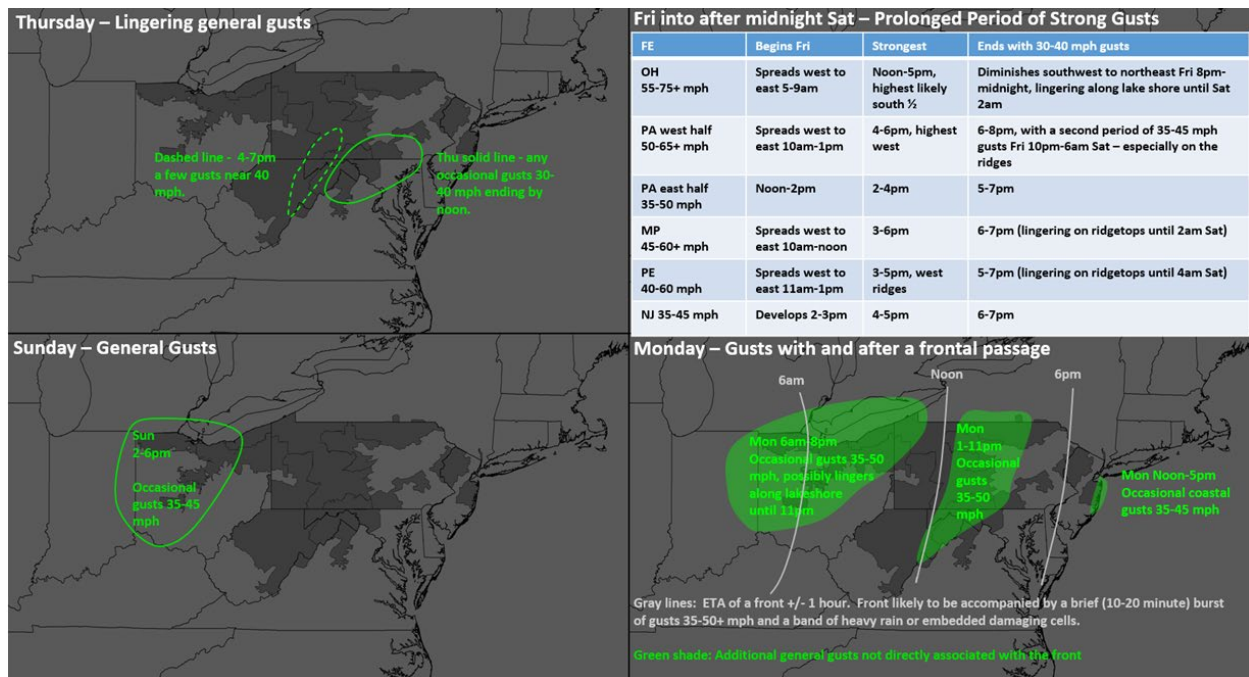 Thursday – Lingering general gusts
Dashed line - 4-7pm
a few gusts near 40
mph.
Thu solid line - any
occasional gusts 30-
40 mph ending by
noon.
Fri into after midnight Sat – Prolonged Period of Strong Gusts
FE Begins Fri Strongest Ends with 30-40 mph gusts
OH
55-75+ mph
Spreads west to
east 5-9am
Noon-5pm,
highest likely
south ½
Diminishes southwest to northeast Fri 8pm-
midnight, lingering along lake shore until Sat
2am
PA west half
50-65+ mph
Spreads west to
east 10am-1pm
4-6pm, highest
west
6-8pm, with a second period of 35-45 mph
gusts Fri 10pm-6am Sat – especially on the
ridges
PA east half
35-50 mph
Noon-2pm
2-4pm
5-7pm
MP
45-60+ mph
Spreads west to
east 10am-noon
3-6pm
6-7pm (lingering on ridgetops until 2am Sat)
PE
40-60 mph
Spreads west to
east 11am-1pm
3-5pm, west
ridges
5-7pm (lingering on ridgetops until 4am Sat)
NJ 35-45 mph
Develops 2-3pm
4-5pm
6-7pm
Sunday – General Gusts
Sun
2-6pm
Occasional
gusts 35-45
mph
Monday – Gusts with and after a frontal passage
6am
Noon
6pm
Mon 6am-8pm
Occasional gusts 35-50
mph, possibly lingers
along lakeshore
until 11pm
Mon
1-11pm
Occasional
gusts
35-50
mph
Mon Noon-5pm
Occasional coastal
gusts 35-45 mph
Gray lines: ETA of a front +/- 1 hour. Front likely to be accompanied by a brief (10-20 minute) burst
of gusts 35-50+ mph and a band of heavy rain or embedded damaging cells.
Green shade: Additional general gusts not directly associated with the front